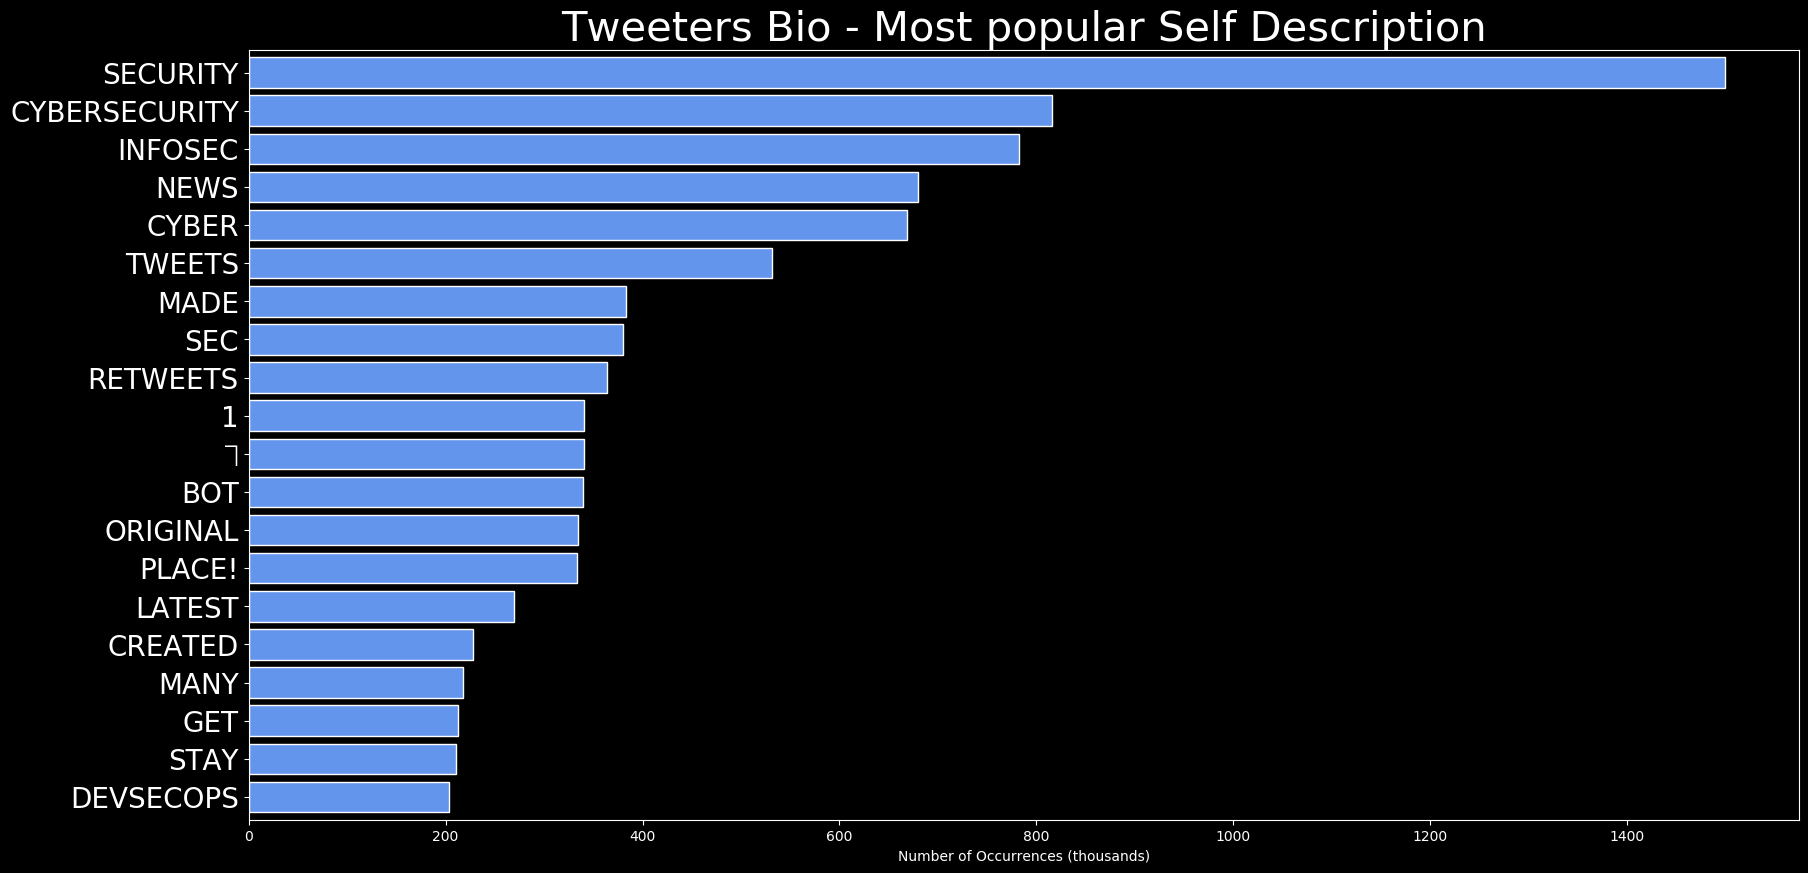 Tweeters Bio - Most popular Self Description
SECURITY
CYBERSECURITY
INFOSEC
NEWS
CYBER
TWEETS
MADE
SEC
RETWEETS
1
BOT
ORIGINAL
PLACE!
LATEST
CREATED
MANY
GET
STAY
DEVSECOPS
0 200 400 600 800 1000 1200 1400
Number of Occurrences (thousands)